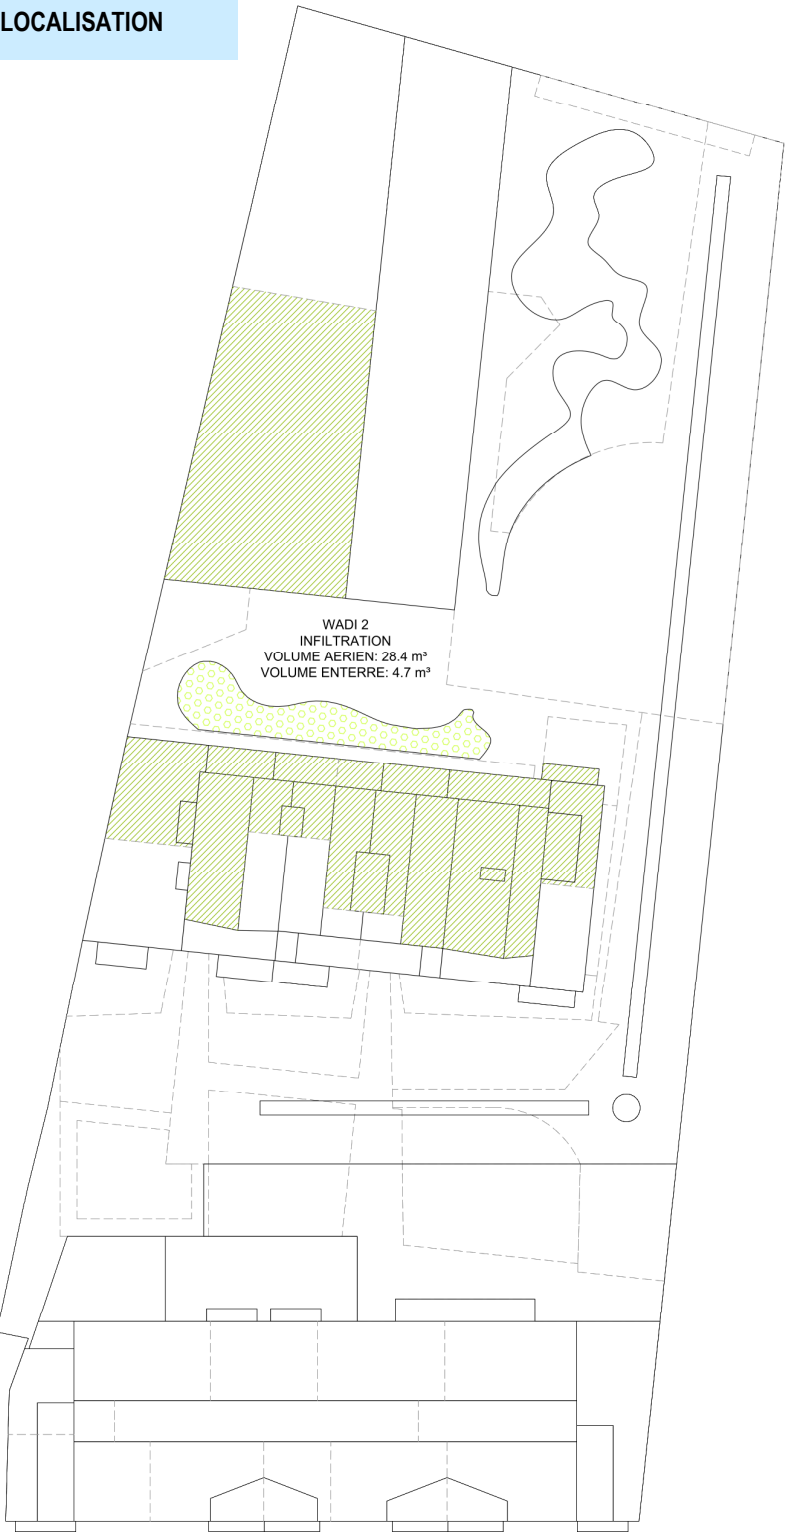 LOCALISATION
WADI 2
INFILTRATION
VOLUME AERIEN: 28.4 m³
VOLUME ENTERRE: 4.7 m³